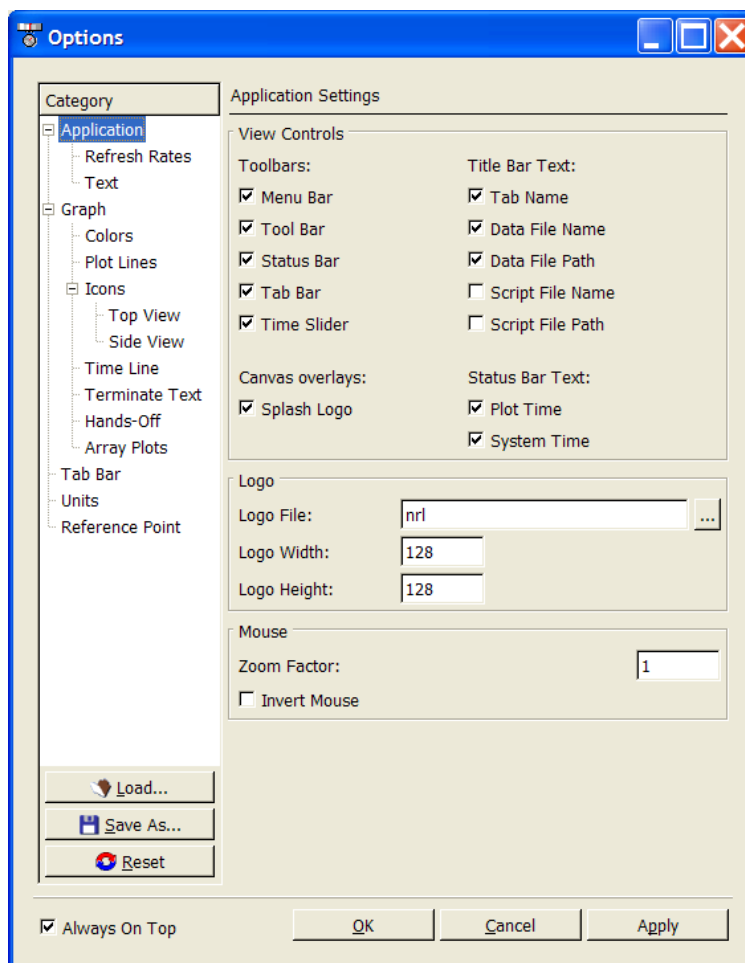 Options
Category
Application
Refresh Rates
Text
Graph
Colors
Plot Lines
Icons
Top View
Side View
Time Line
Terminate Text
Hands-Off
Array Plots
Tab Bar
Units
Reference Point
Load...
Save As...
Reset
Application Settings
View Controls
Toolbars: Title Bar Text:
Menu Bar Tab Name
Tool Bar Data File Name
Status Bar Data File Path
Tab Bar Script File Name
Time Slider Script File Path
Canvas overlays: Status Bar Text:
Splash Logo Plot Time
System Time
Logo
Logo File: nrl ...
Logo Width: 128
Logo Height: 128
Mouse
Zoom Factor: 1
Invert Mouse
Always On Top OK Cancel Apply